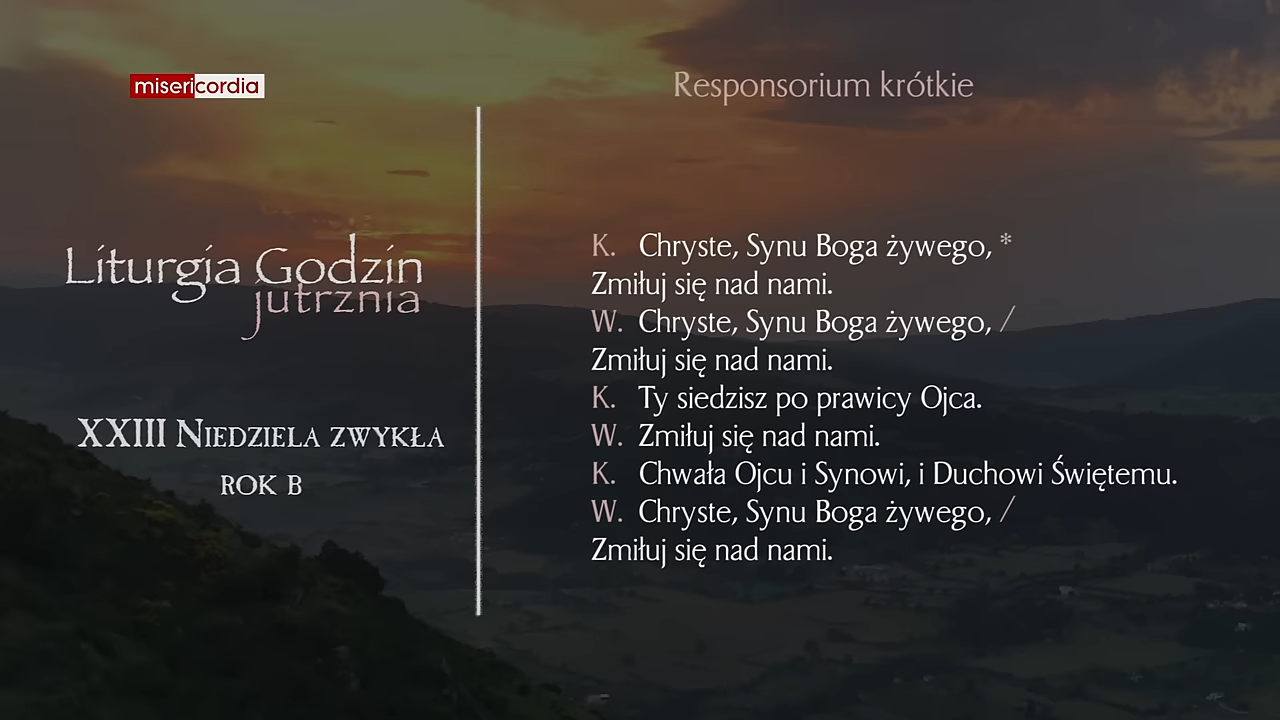 misericordia
Liturgia Godzin
jutrznia
XXIII Niedziela zwykła
rok B
Responsorium krótkie
K. Chryste, Synu Boga żywego, *
Zmiłuj się nad nami.
W. Chryste, Synu Boga żywego, /
Zmiłuj się nad nami.
K. Ty siedzisz po prawicy Ojca.
W. Zmiłuj się nad nami.
K. Chwała Ojcu i Synowi, i Duchowi Świętemu.
W. Chryste, Synu Boga żywego, /
Zmiłuj się nad nami.